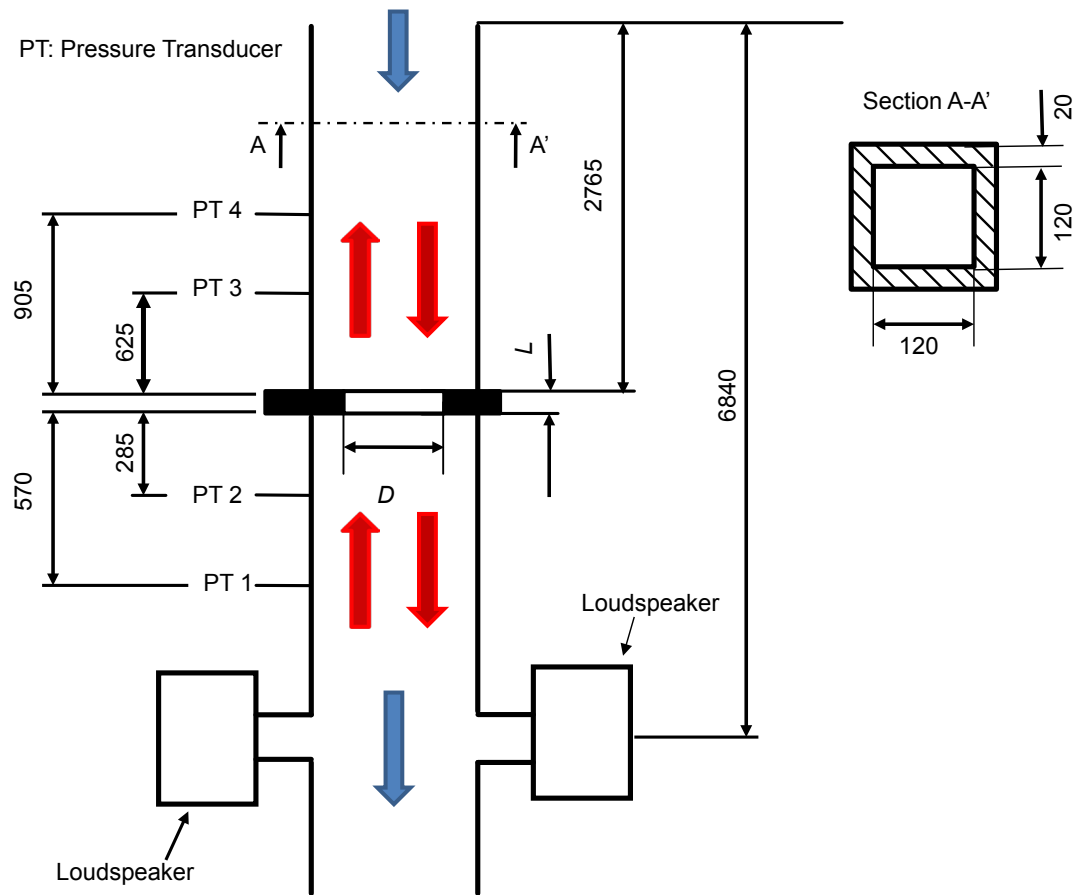 PT: Pressure Transducer
Section A-A’
20
120
120
A
A’
2765
PT 4
PT 3
905
625
L
6840
285
570
D
PT 2
PT 1
Loudspeaker
Loudspeaker